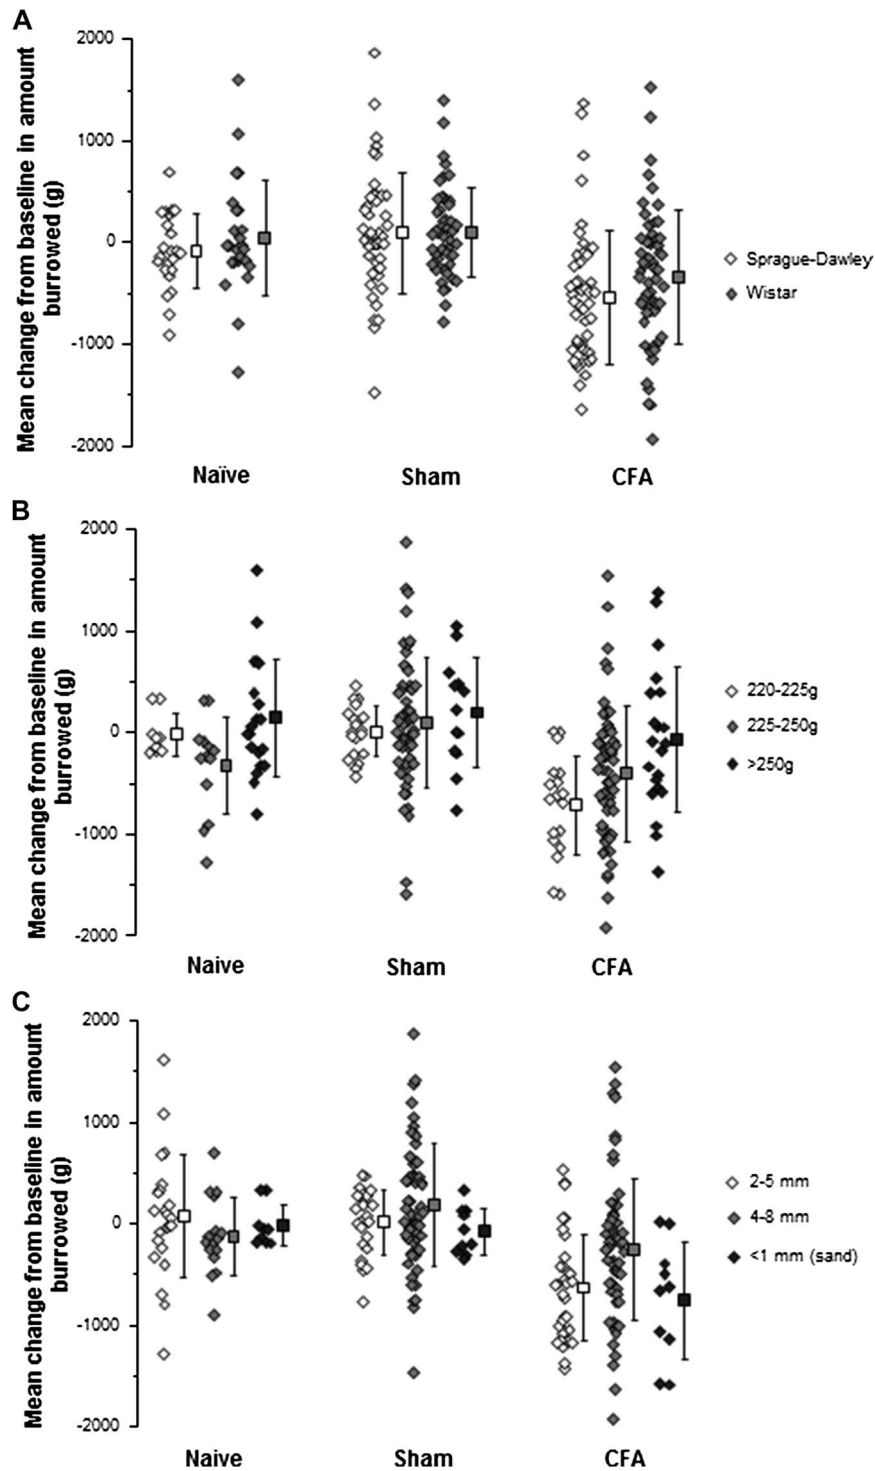 A
Mean change from baseline in amount
burrowed (g)
2000
1000
0
-1000
-2000
Naïve
Sham
CFA
Sprague-Dawley
Wistar
B
Mean change from baseline in amount
burrowed (g)
2000
1000
0
-1000
-2000
Naive
Sham
CFA
220-225g
225-250g
>250g
C
Mean change from baseline in amount
burrowed (g)
2000
1000
0
-1000
-2000
Naive
Sham
CFA
2-5 mm
4-8 mm
<1 mm (sand)